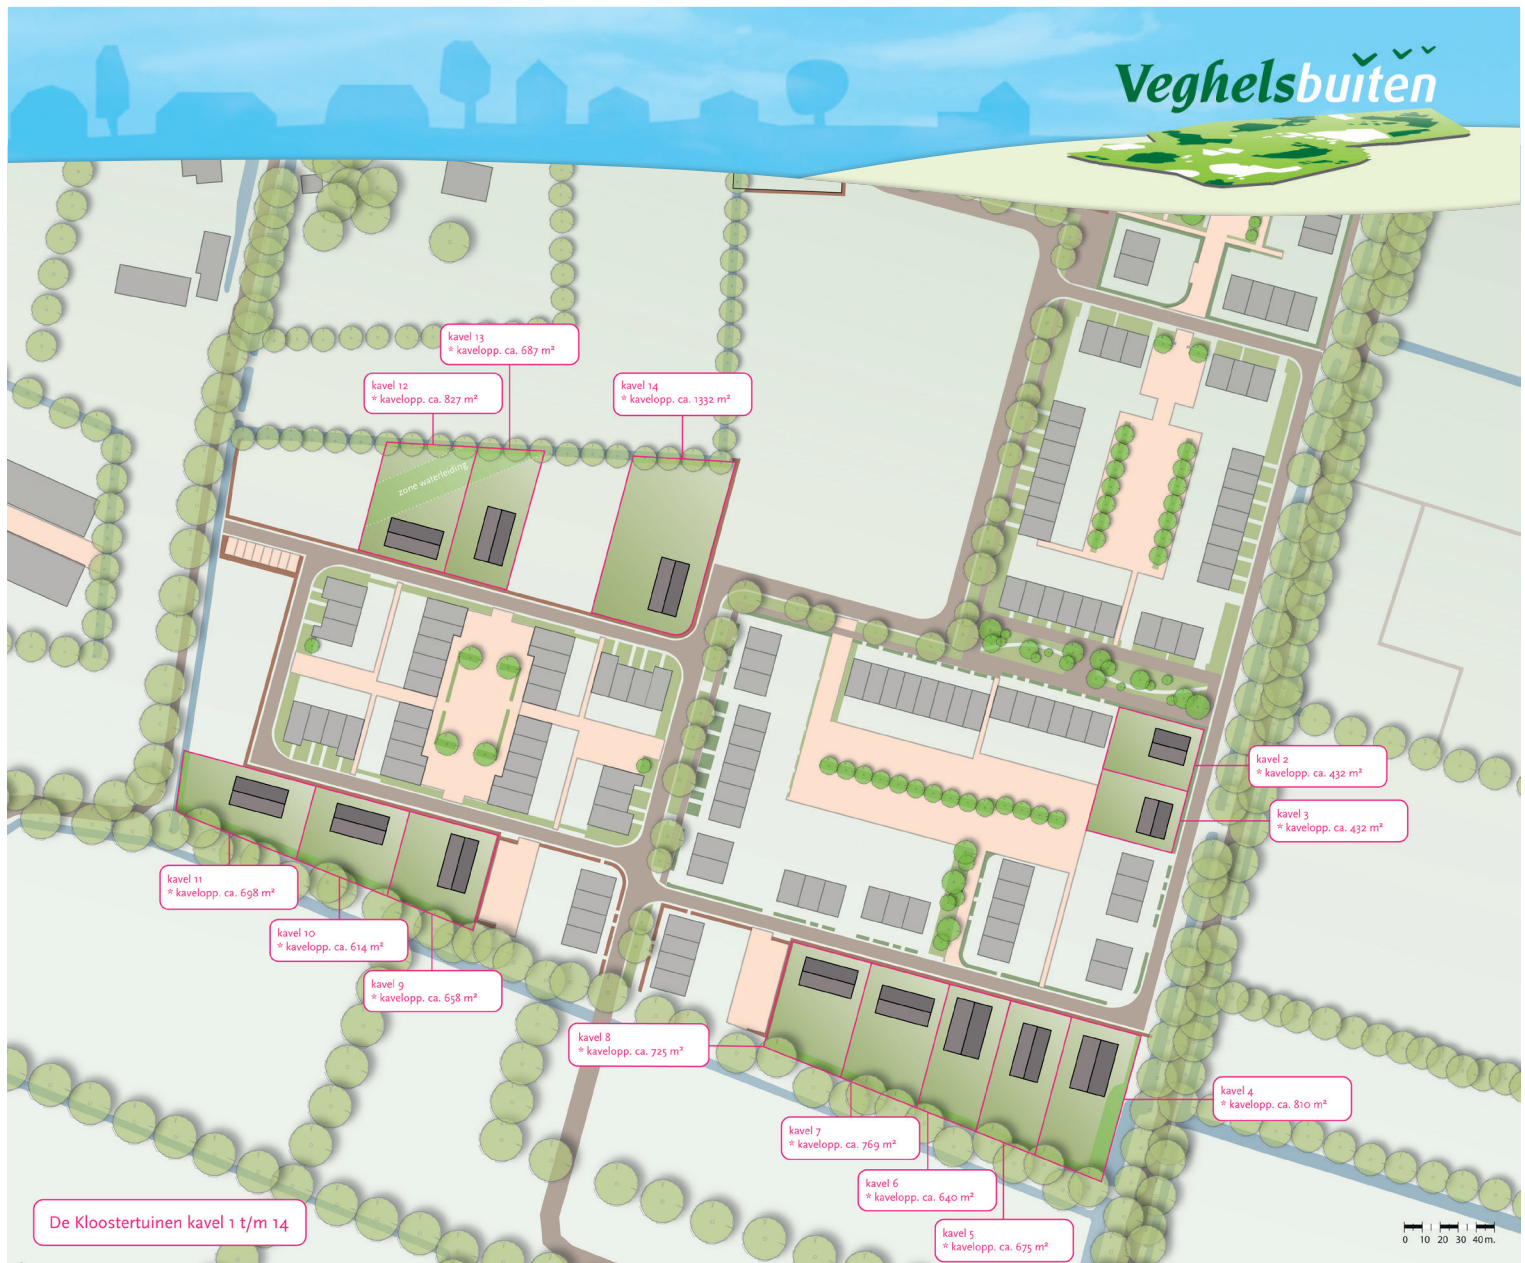 Veghelsbuiten
kavel 13
* kavelopp. ca. 687 m²
kavel 12
* kavelopp. ca. 827 m²
kavel 14
* kavelopp. ca. 1332 m²
zone waterleiding
kavel 2
* kavelopp. ca. 432 m²
kavel 3
* kavelopp. ca. 432 m²
kavel 11
* kavelopp. ca. 698 m²
kavel 10
* kavelopp. ca. 614 m²
kavel 9
* kavelopp. ca. 658 m²
kavel 8
* kavelopp. ca. 725 m²
kavel 4
* kavelopp. ca. 810 m²
kavel 7
* kavelopp. ca. 769 m²
kavel 6
* kavelopp. ca. 640 m²
kavel 5
* kavelopp. ca. 675 m²
De Kloostertuinen kavel 1 t/m 14
0 10 20 30 40 m.